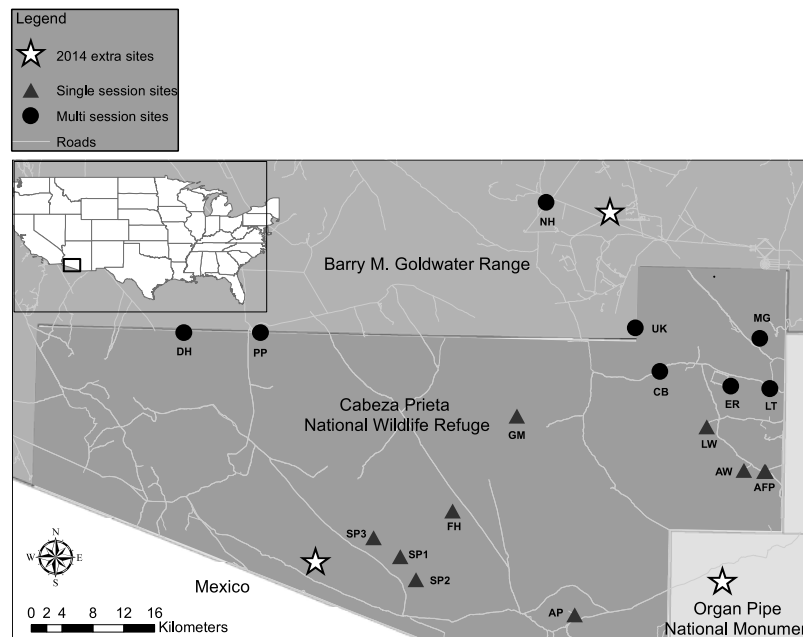 Legend
2014 extra sites
Single session sites
Multi session sites
Roads
NH
Barry M. Goldwater Range
UK
MG
DH
PP
CB
ER
LT
Cabeza Prieta
National Wildlife Refuge
GM
LW
AW
AFP
FH
SP3
SP1
SP2
N
W
E
S
Mexico
AP
Organ Pipe
National Monument
0 2 4 8 12 16
Kilometers